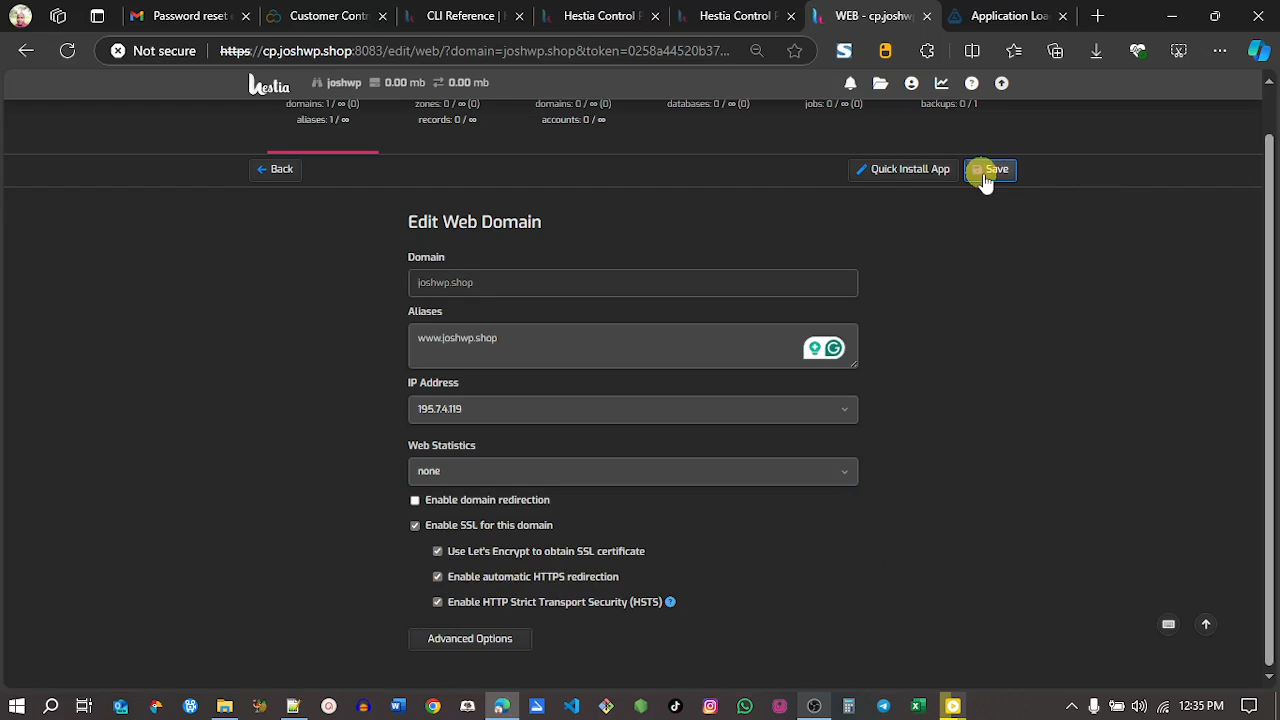 Password reset
Customer Cont
CLI Preference |
Hestia Control P
Hestia Control P
WEB - cp.joshw
Application Loa
Not secure
https://cp.joshwp.shop:8083/edit/web/?domain=joshwp.shop&token=0258a44520b37...
Hestia
joshwp
0.00 mb
0.00 mb
domains: 1 / ∞ (0)
zones: 0 / ∞ (0)
domains: 0 / ∞ (0)
databases: 0 / ∞ (0)
jobs: 0 / ∞ (0)
backups: 0 / 1
aliases: 1 / ∞
records: 0 / ∞
accounts: 0 / ∞
Back
Quick Install App
Save
Edit Web Domain
Domain
joshwp.shop
Aliases
www.joshwp.shop
IP Address
195.7.4.119
Web Statistics
none
Enable domain redirection
Enable SSL for this domain
Use Let's Encrypt to obtain SSL certificate
Enable automatic HTTPS redirection
Enable HTTP Strict Transport Security (HSTS)
Advanced Options
12:35 PM